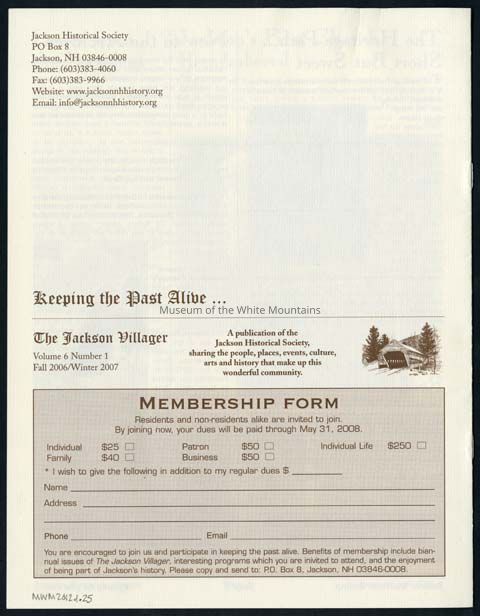 Jackson Historical Society
PO Box 8
Jackson, NH 03846-0008
Phone: (603)383-4060
Fax: (603)383-9966
Website: www.jacksonnhhistory.org
Email: info@jacksonnhhistory.org
Keeping the Past Alive ...
Museum of the White Mountains
The Jackson Villager
Volume 6 Number 1
Fall 2006/Winter 2007
A publication of the
Jackson Historical Society,
sharing the people, places, events, culture,
arts and history that make up this
wonderful community.
MEMBERSHIP FORM
Residents and non-residents alike are invited to join.
By joining now, your dues will be paid through May 31, 2008.
Individual $25 Patron $50 Individual Life $250
Family $40 Business $50
* I wish to give the following in addition to my regular dues $
Name
Address
Phone Email
You are encouraged to join us and participate in keeping the past alive. Benefits of membership include bian-
nual issues of The Jackson Villager, interesting programs which you are invited to attend, and the enjoyment
of being part of Jackson's history. Please copy and send to: P.O. Box 8, Jackson, NH 03846-0008.